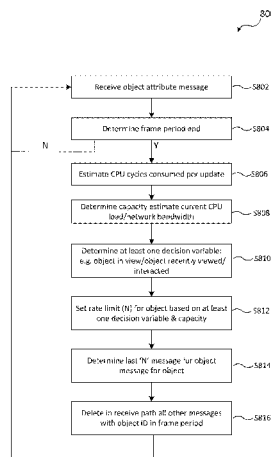 80
Receive object attribute message
S802
Determine frame period end
S804
N
Y
Estimate CPU cycles consumed per update
S806
Determine capacity estimate current CPU
load/network bandwidth
S808
Determine at least one decision variable:
e.g. object in view/object recently viewed/
interacted
S810
Set rate limit (N) for object based on at least
one decision variable & capacity
S812
Determine last 'N' message for object
message for object
S814
Delete in receive path all other messages
with object ID in frame period
S816